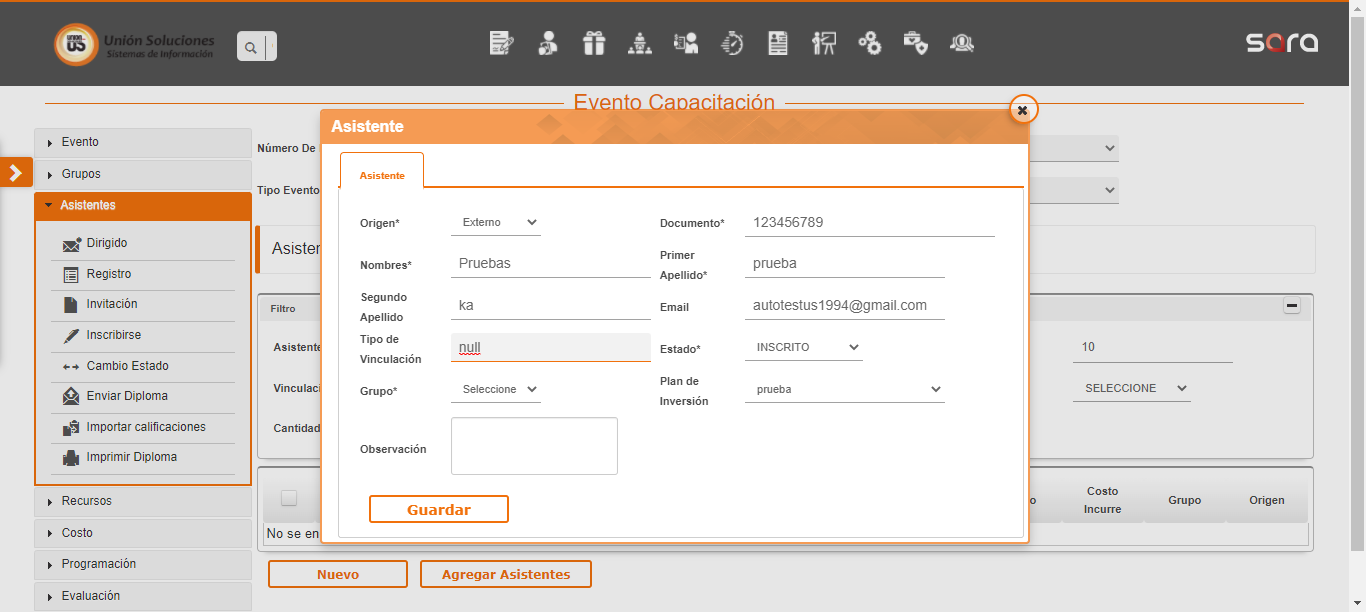 UNION
US
Unión Soluciones
Sistemas de Información
sara
Evento Capacitación
Evento
Grupos
Asistentes
Dirigido
Registro
Invitación
Inscribirse
Cambio Estado
Enviar Diploma
Importar calificaciones
Imprimir Diploma
Recursos
Costo
Programación
Evaluación
Número De
Tipo Evento
Asister
Filtro
Asistente
10
Vinculaci
SELECCIONE
Cantidad
Costo
Incurre
Grupo
Origen
No se en
Nuevo
Agregar Asistentes
Asistente
Asistente
Origen*
Externo
Documento*
123456789
Nombres*
Pruebas
Primer
Apellido*
prueba
Segundo
Apellido
ka
Email
autotestus1994@gmail.com
Tipo de
Vinculación
null
Estado*
INSCRITO
Grupo*
Seleccione
Plan de
Inversión
prueba
Observación
Guardar